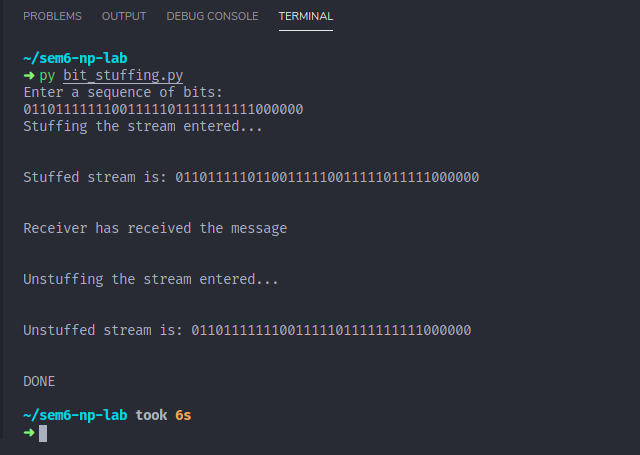 PROBLEMS OUTPUT DEBUG CONSOLE TERMINAL
~/sem6-np-lab
➜ py bit_stuffing.py
Enter a sequence of bits:
01101111111001111101111111111000000
Stuffing the stream entered...
Stuffed stream is: 01101111101100111110011111011111000000
Receiver has received the message
Unstuffing the stream entered...
Unstuffed stream is: 01101111111001111101111111111000000
DONE
~/sem6-np-lab took 6s
➜